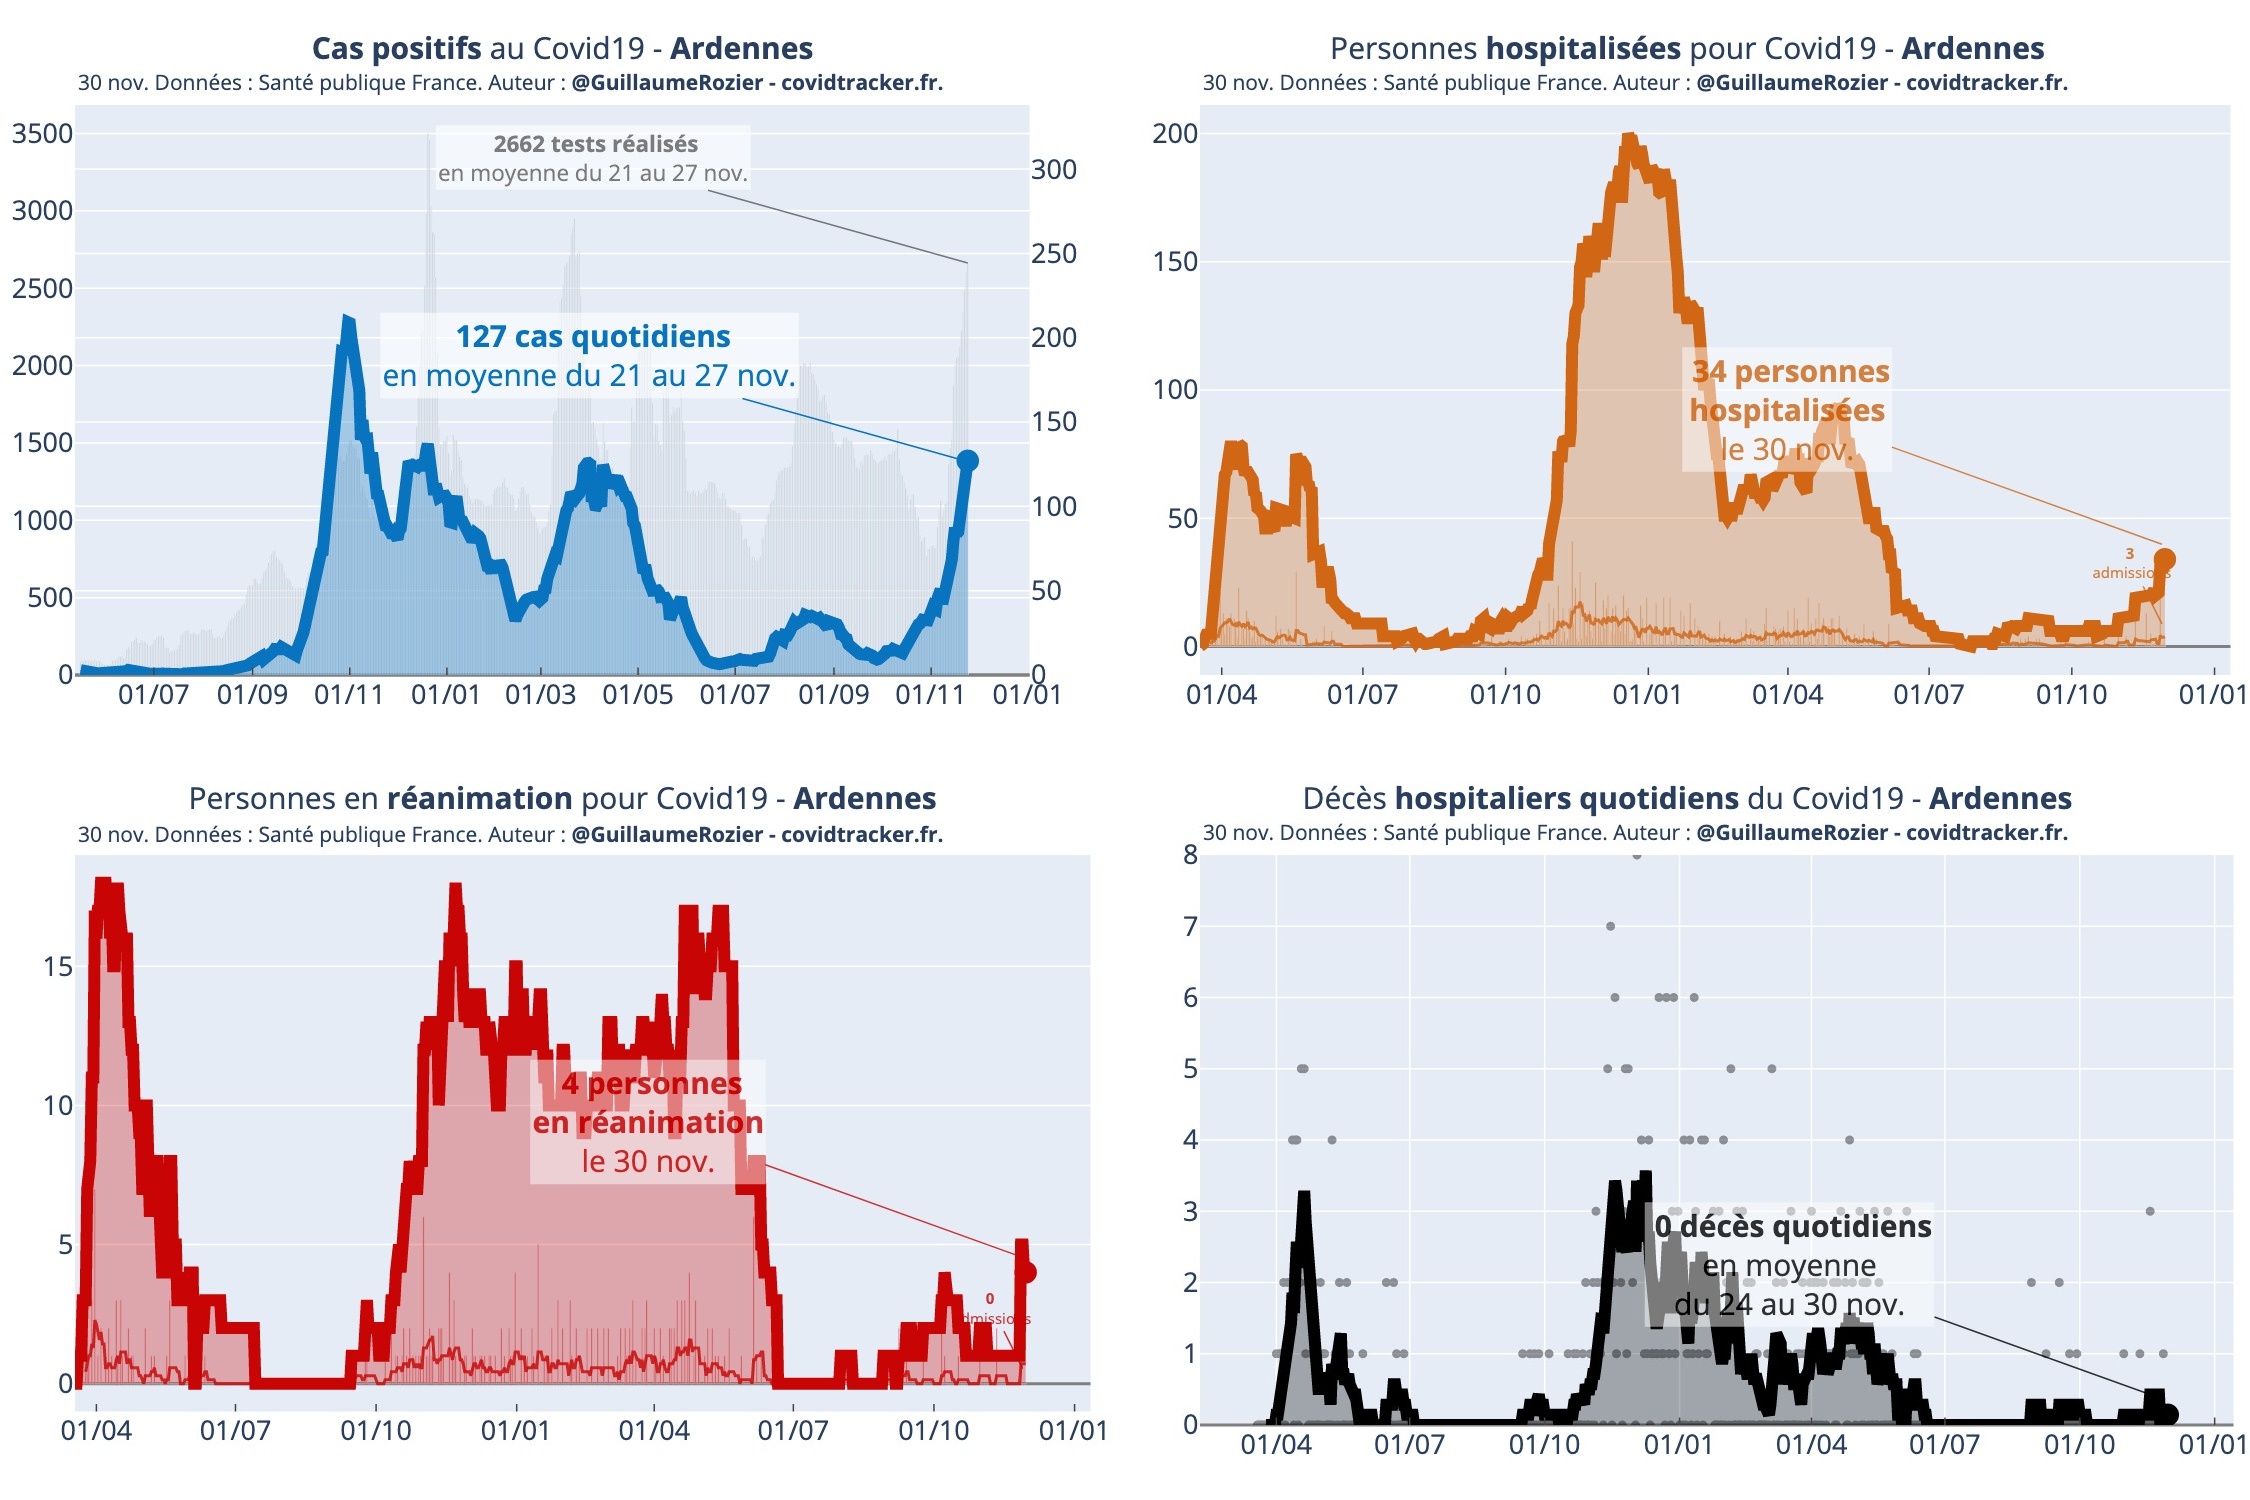 Cas positifs au Covid19 - Ardennes
30 nov. Données : Santé publique France. Auteur : @GuillaumeRozier - covidtracker.fr.
3500
3000
2500
2000
1500
1000
500
0
300
250
200
150
100
50
0
2662 tests réalisés
en moyenne du 21 au 27 nov.
127 cas quotidiens
en moyenne du 21 au 27 nov.
01/07 01/09 01/11 01/01 01/03 01/05 01/07 01/09 01/11 01/01
Personnes hospitalisées pour Covid19 - Ardennes
30 nov. Données : Santé publique France. Auteur : @GuillaumeRozier - covidtracker.fr.
200
150
100
50
0
34 personnes
hospitalisées
le 30 nov.
3
admissions
01/04 01/07 01/10 01/01 01/04 01/07 01/10 01/01
Personnes en réanimation pour Covid19 - Ardennes
30 nov. Données : Santé publique France. Auteur : @GuillaumeRozier - covidtracker.fr.
15
10
5
0
4 personnes
en réanimation
le 30 nov.
0
admissions
01/04 01/07 01/10 01/01 01/04 01/07 01/10 01/01
Décès hospitaliers quotidiens du Covid19 - Ardennes
30 nov. Données : Santé publique France. Auteur : @GuillaumeRozier - covidtracker.fr.
8
7
6
5
4
3
2
1
0
0 décès quotidiens
en moyenne
du 24 au 30 nov.
01/04 01/07 01/10 01/01 01/04 01/07 01/10 01/01